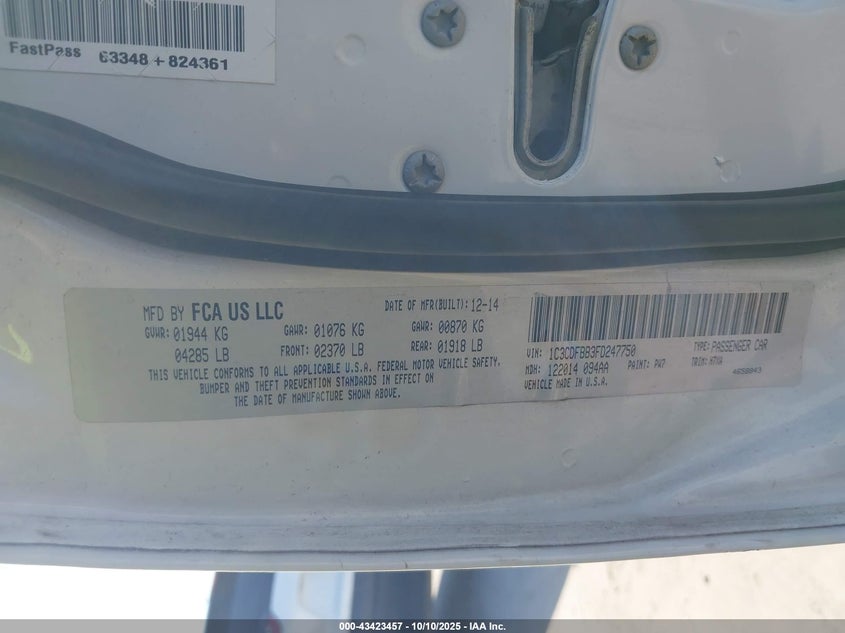 FastPass 63348 + 824361
MFD BY FCA US LLC
DATE OF MFR(BUILT): 12-14
GVWR: 01944 KG GAWR: 01076 KG GAWR: 00870 KG
04285 LB FRONT: 02370 LB REAR: 01918 LB
THIS VEHICLE CONFORMS TO ALL APPLICABLE U.S.A. FEDERAL MOTOR VEHICLE SAFETY,
BUMPER AND THEFT PREVENTION STANDARDS IN EFFECT ON
THE DATE OF MANUFACTURE SHOWN ABOVE.
VIN: 1C3CDFBB3FD247750 TYPE: PASSENGER CAR
MDH: 122014 094AA PAINT: PW7 TRIM:
VEHICLE MADE IN U.S.A.
000-43423457 - 10/10/2025 - IAA Inc.